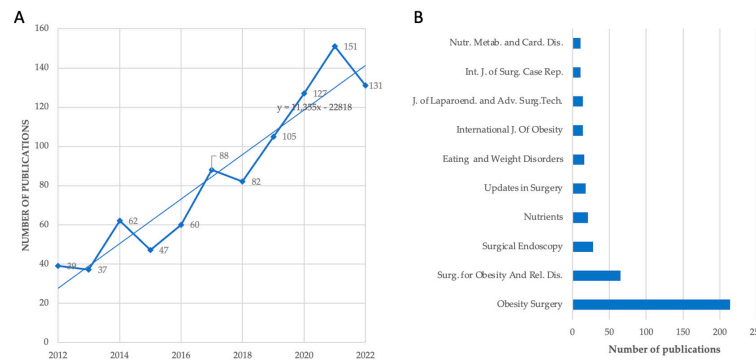 A
NUMBER OF PUBLICATIONS
160
140
120
100
80
60
40
20
0
39
37
62
47
60
88
82
105
127
151
131
y = 11,355x - 22818
2012
2014
2016
2018
2020
2022
B
Nutr. Metab. and Card. Dis.
Int. J. of Surg. Case Rep.
J. of Laparoend. and Adv. Surg.Tech.
International J. Of Obesity
Eating and Weight Disorders
Updates in Surgery
Nutrients
Surgical Endoscopy
Surg. for Obesity And Rel. Dis.
Obesity Surgery
0
50
100
150
200
Number of publications